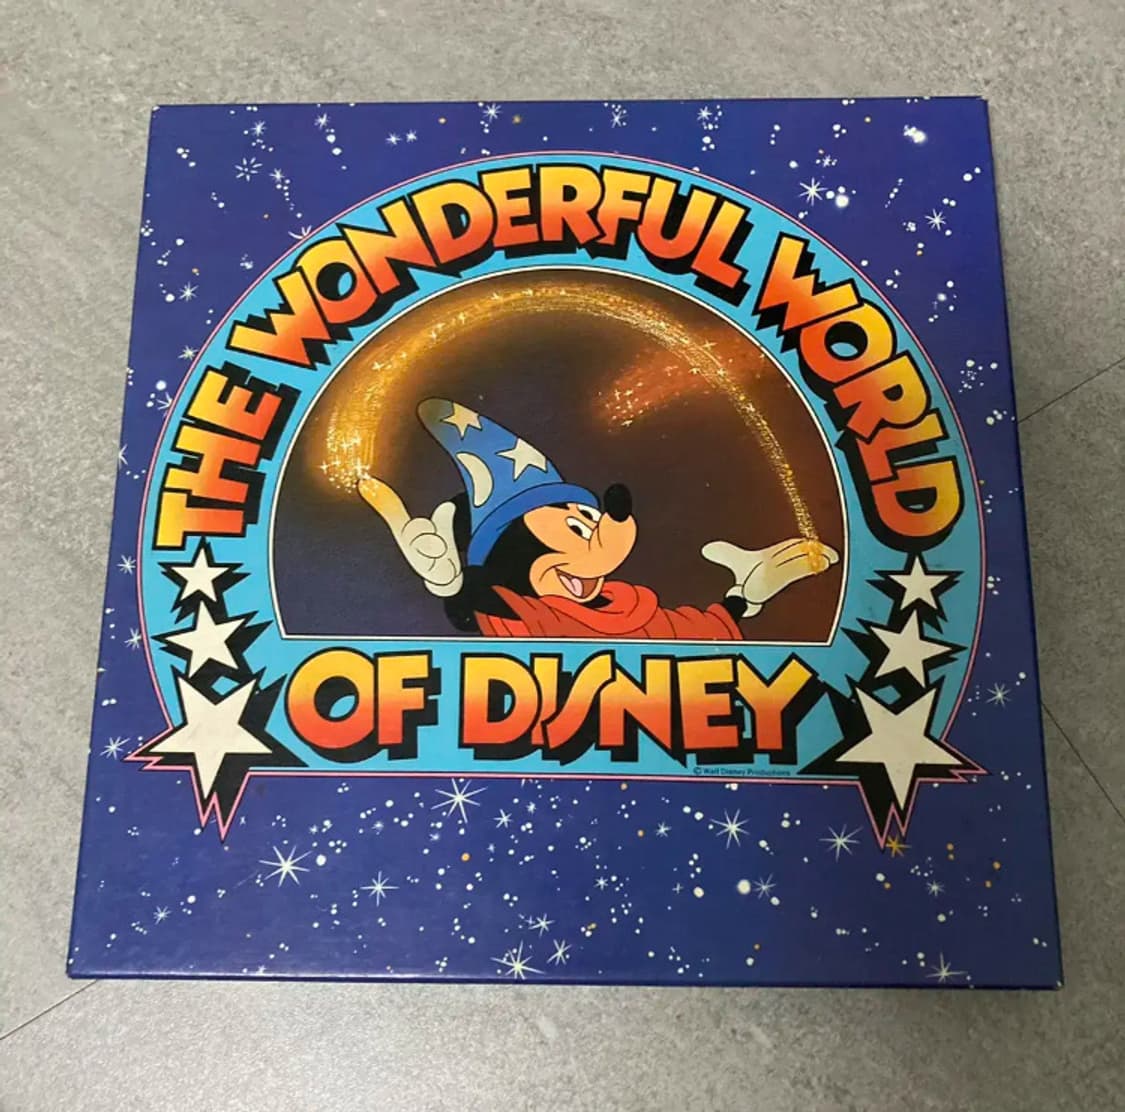 THE WONDERFUL WORLD
OF DISNEY
© Walt Disney Productions